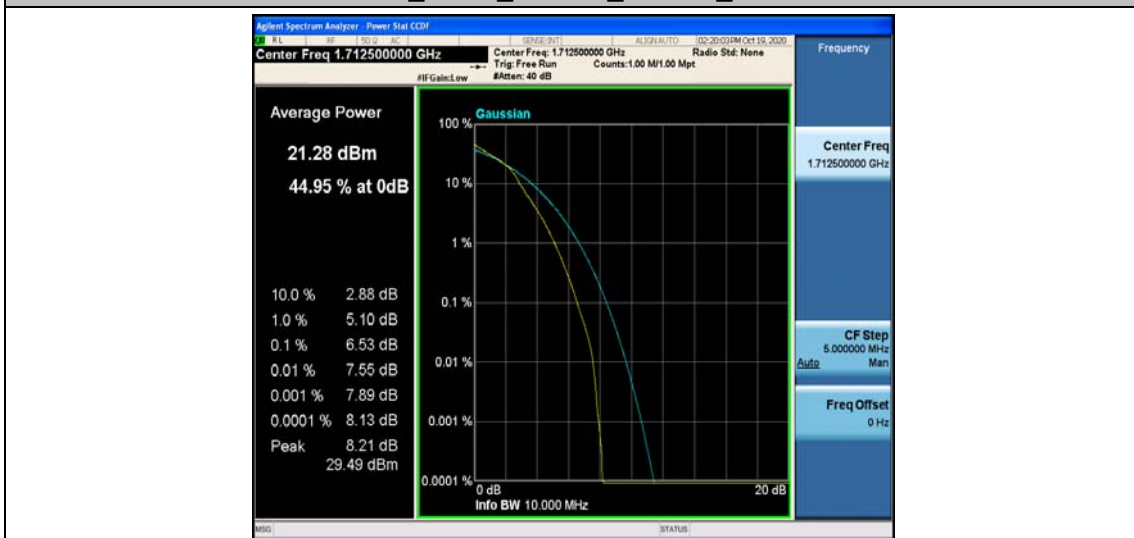 Agilent Spectrum Analyzer - Power Stat CCDF
RL RF 50 Ω AC SENSE:INT ALIGN AUTO 02:20:03 PM Oct 19, 2020
Center Freq 1.712500000 GHz
Center Freq: 1.712500000 GHz Radio Std: None
Trig: Free Run Counts:1.00 M/1.00 Mpt
#IFGain:Low #Atten: 40 dB
Frequency
Average Power
21.28 dBm
44.95 % at 0dB
10.0 % 2.88 dB
1.0 % 5.10 dB
0.1 % 6.53 dB
0.01 % 7.55 dB
0.001 % 7.89 dB
0.0001 % 8.13 dB
Peak 8.21 dB
29.49 dBm
Gaussian
100 %
10 %
1 %
0.1 %
0.01 %
0.001 %
0.0001 %
0 dB 20 dB
Info BW 10.000 MHz
Center Freq
1.712500000 GHz
CF Step
5.000000 MHz
Auto Man
Freq Offset
0 Hz
MSG STATUS